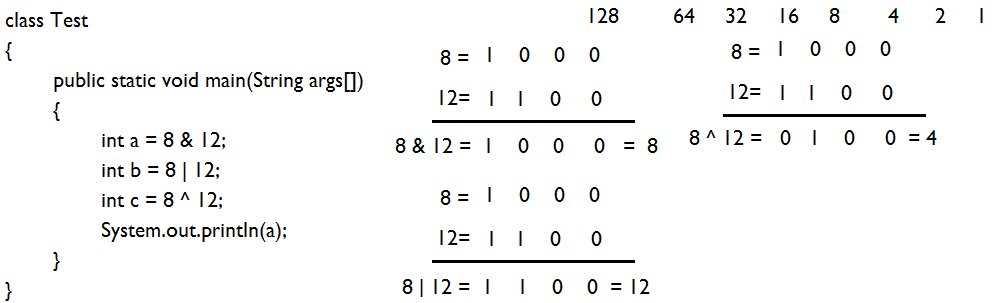 class Test
{
public static void main(String args[])
{
int a = 8 & 12;
int b = 8 | 12;
int c = 8 ^ 12;
System.out.println(a);
}
}
8 = 1 0 0 0
12= 1 1 0 0
8 & 12 = 1 0 0 0 = 8
8 = 1 0 0 0
12= 1 1 0 0
8 | 12 = 1 1 0 0 = 12
128 64 32 16 8 4 2 1
8 = 1 0 0 0
12= 1 1 0 0
8 ^ 12 = 0 1 0 0 = 4